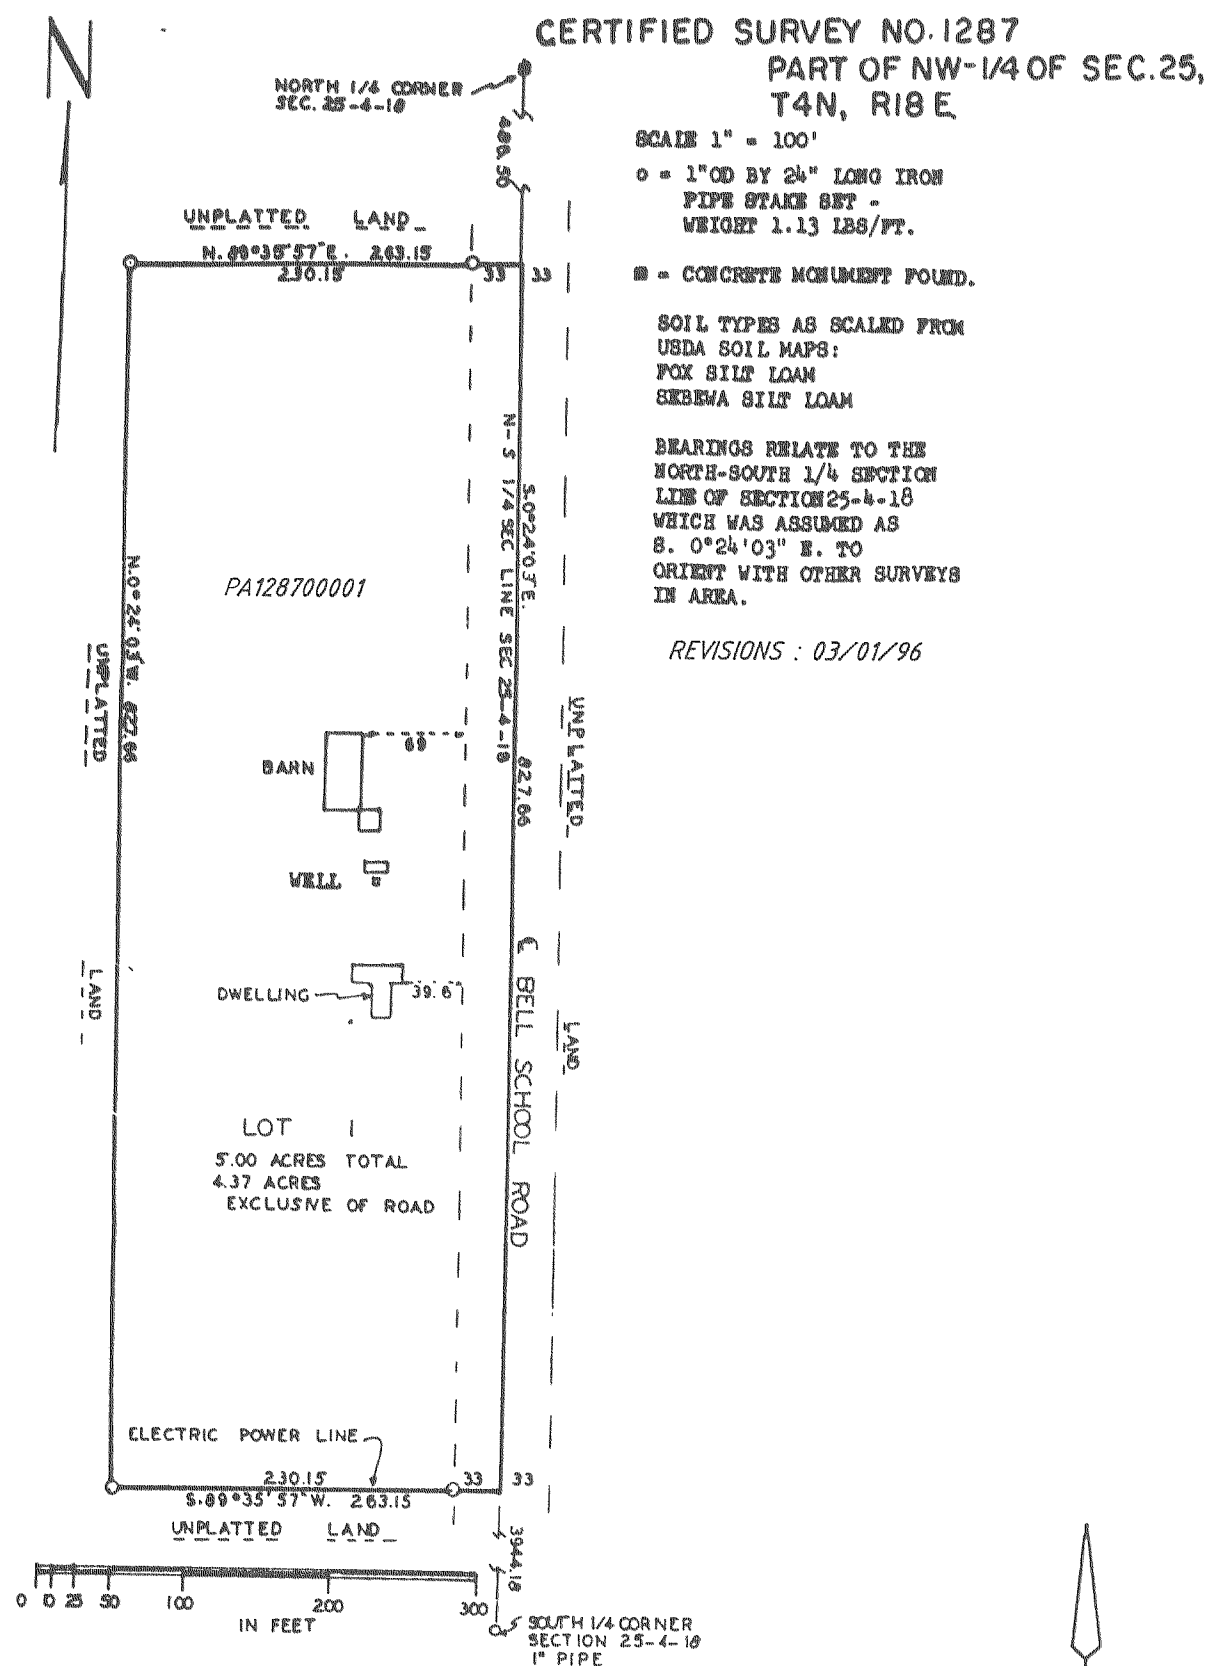 N
CERTIFIED SURVEY NO. 1287
PART OF NW-1/4 OF SEC. 25,
T4N, R18E
NORTH 1/4 CORNER
SEC. 25-4-18
SCALE 1" = 100'
o = 1"OD BY 24" LONG IRON
PIPE STAKE SET -
WEIGHT 1.13 LBS/FT.
= CONCRETE MONUMENT FOUND.
SOIL TYPES AS SCALED FROM
USDA SOIL MAPS:
FOX SILT LOAM
SEBEWA SILT LOAM
BEARINGS RELATE TO THE
NORTH-SOUTH 1/4 SECTION
LINE OF SECTION 25-4-18
WHICH WAS ASSUMED AS
S. 0°24'03" E. TO
ORIENT WITH OTHER SURVEYS
IN AREA.
REVISIONS : 03/01/96
UNPLATTED LAND
N. 89°35'57"E. 263.15
230.15
33
33
N-S 1/4 SEC LINE SEC 25-4-18
S.0°24'03"E.
827.66
N.0°24'03"W. 827.66
UNPLATTED
LAND
PA128700001
UNPLATTED
LAND
BARN
69
WELL
DWELLING
39.6
℄ BELL SCHOOL ROAD
LOT 1
5.00 ACRES TOTAL
4.37 ACRES
EXCLUSIVE OF ROAD
ELECTRIC POWER LINE
230.15
33
33
S.89°35'57"W. 263.15
UNPLATTED LAND
3944.18
0 0 25 50 100 200 300
IN FEET
SOUTH 1/4 CORNER
SECTION 25-4-18
1" PIPE